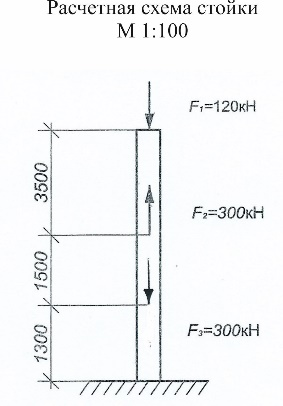 Расчетная схема стойки
М 1:100
F₁=120кН
3500
F₂=300кН
1500
F₃=300кН
1300